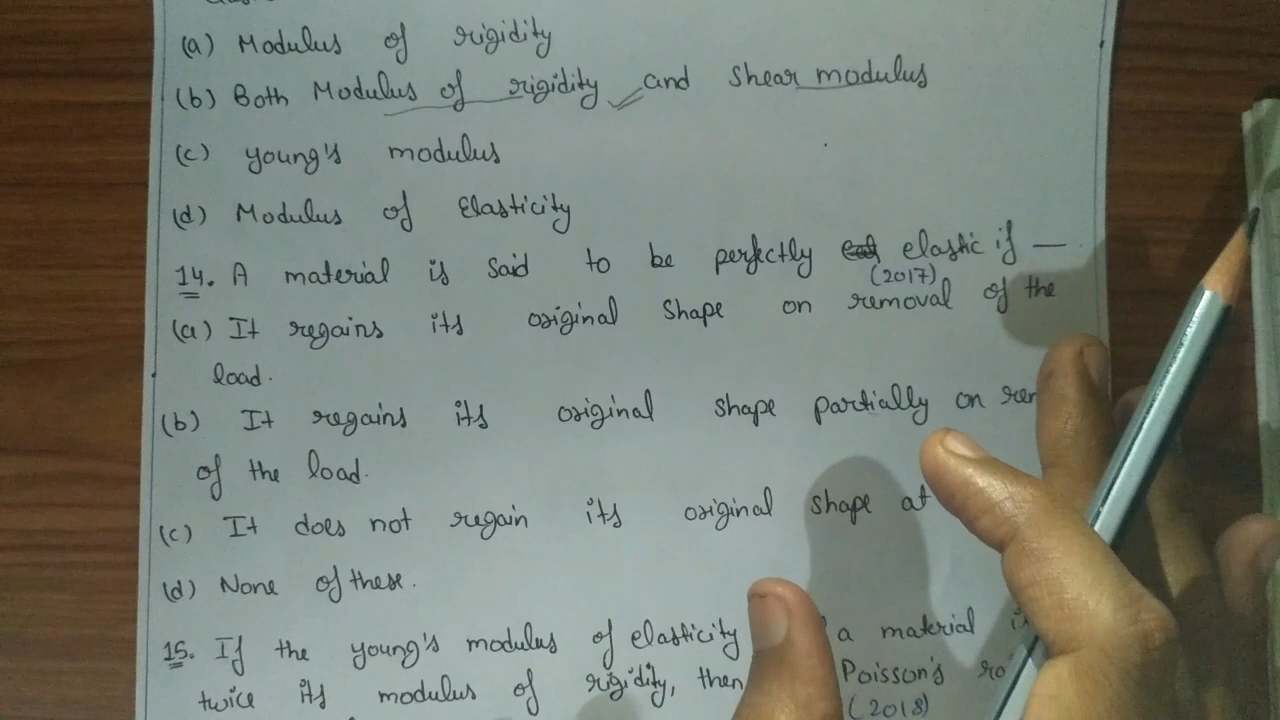 (a) Modulus of rigidity
(b) Both Modulus of rigidity and shear modulus
(c) young's modulus
(d) Modulus of Elasticity
14. A material is said to be perfectly elastic if —
(2017)
(a) It regains its original shape on removal of the
load.
(b) It regains its original shape partially on
of the load.
(c) It does not regain its original shape at
(d) None of these.
15. If the young's modulus of elasticity a material
twice its modulus of rigidity, then Poisson's
(2018)